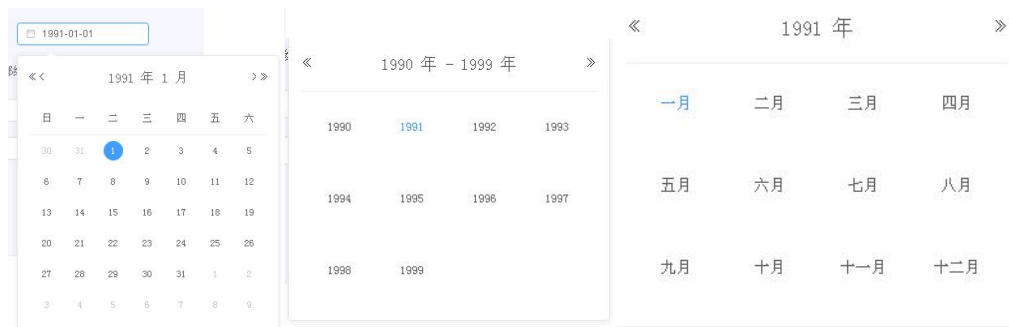 1991-01-01
« < 1991 年 1 月 > »
日 一 二 三 四 五 六
30 31 1 2 3 4 5
6 7 8 9 10 11 12
13 14 15 16 17 18 19
20 21 22 23 24 25 26
27 28 29 30 31 1 2
3 4 5 6 7 8 9
« 1990 年 - 1999 年 »
1990 1991 1992 1993
1994 1995 1996 1997
1998 1999
« 1991 年 »
一月 二月 三月 四月
五月 六月 七月 八月
九月 十月 十一月 十二月